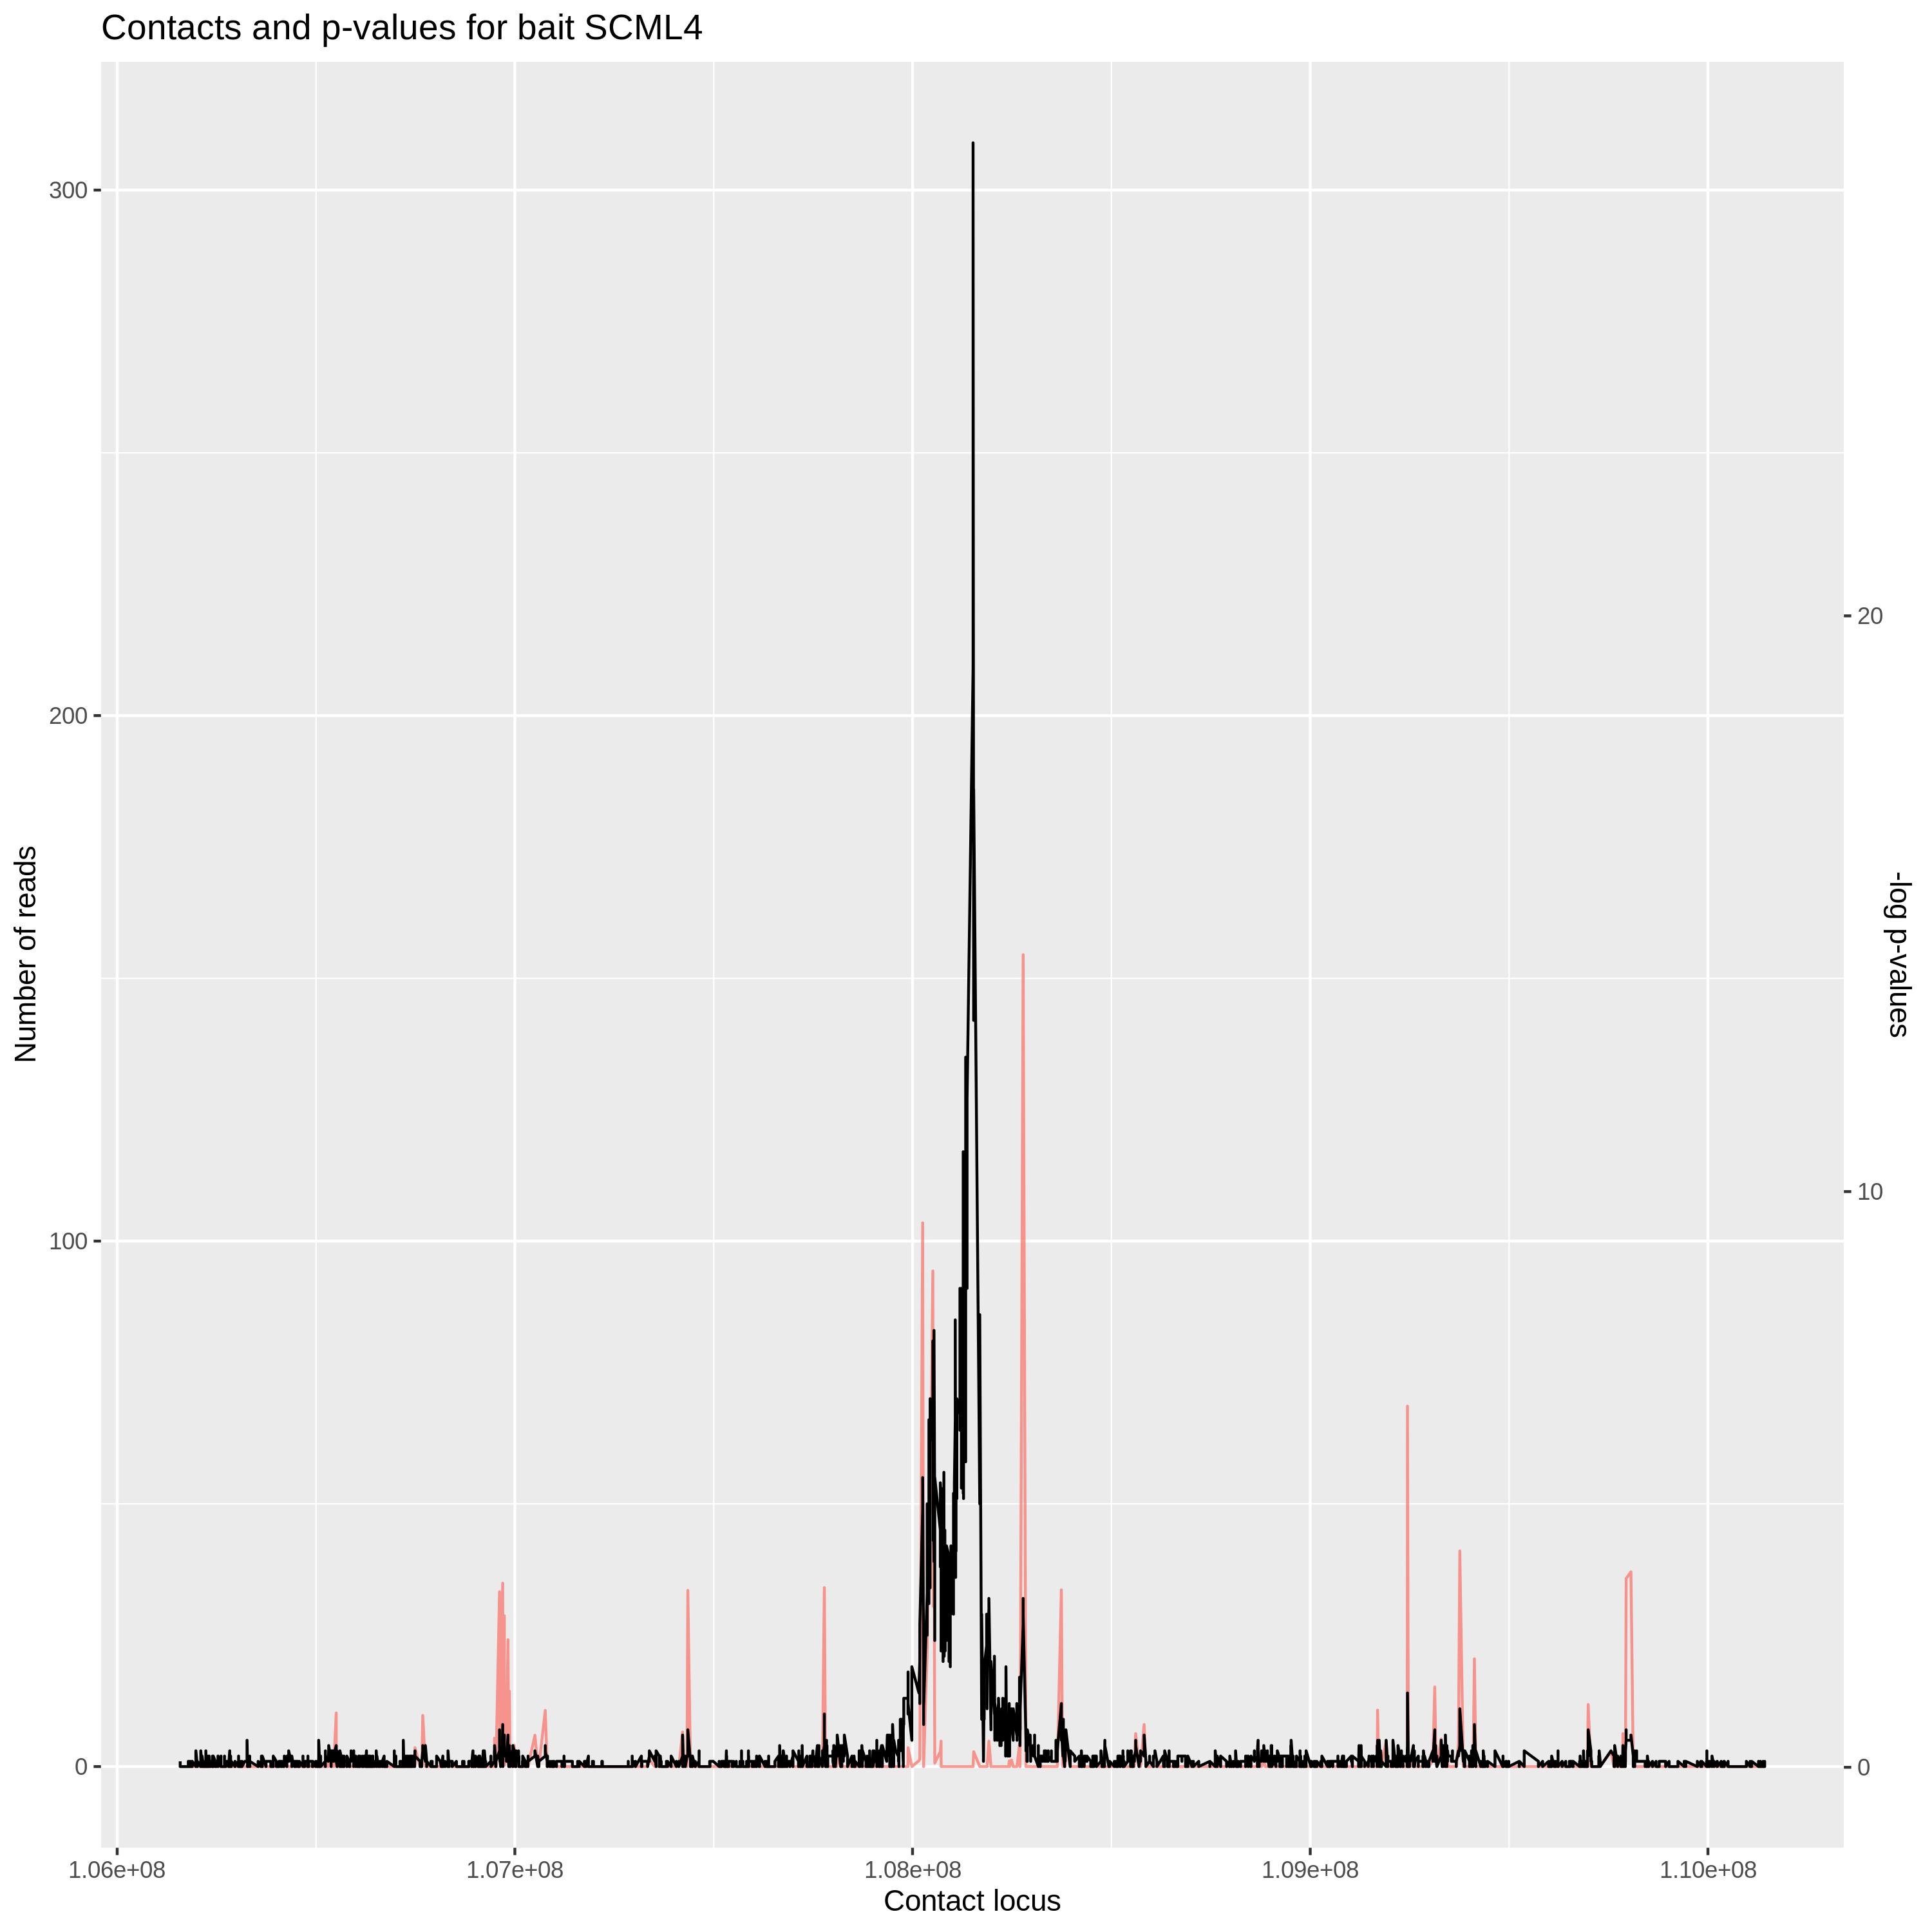 Contacts and p-values for bait SCML4
300
200
100
0
20
10
0
Number of reads
-log p-values
1.06e+08
1.07e+08
1.08e+08
1.09e+08
1.10e+08
Contact locus